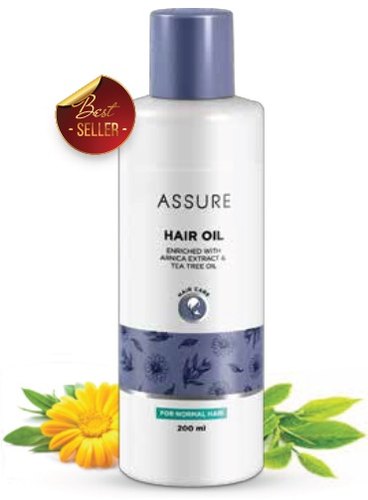 Best
- SELLER -
ASSURE
HAIR OIL
ENRICHED WITH
ARNICA EXTRACT &
TEA TREE OIL
HAIR CARE
FOR NORMAL HAIR
200 ml